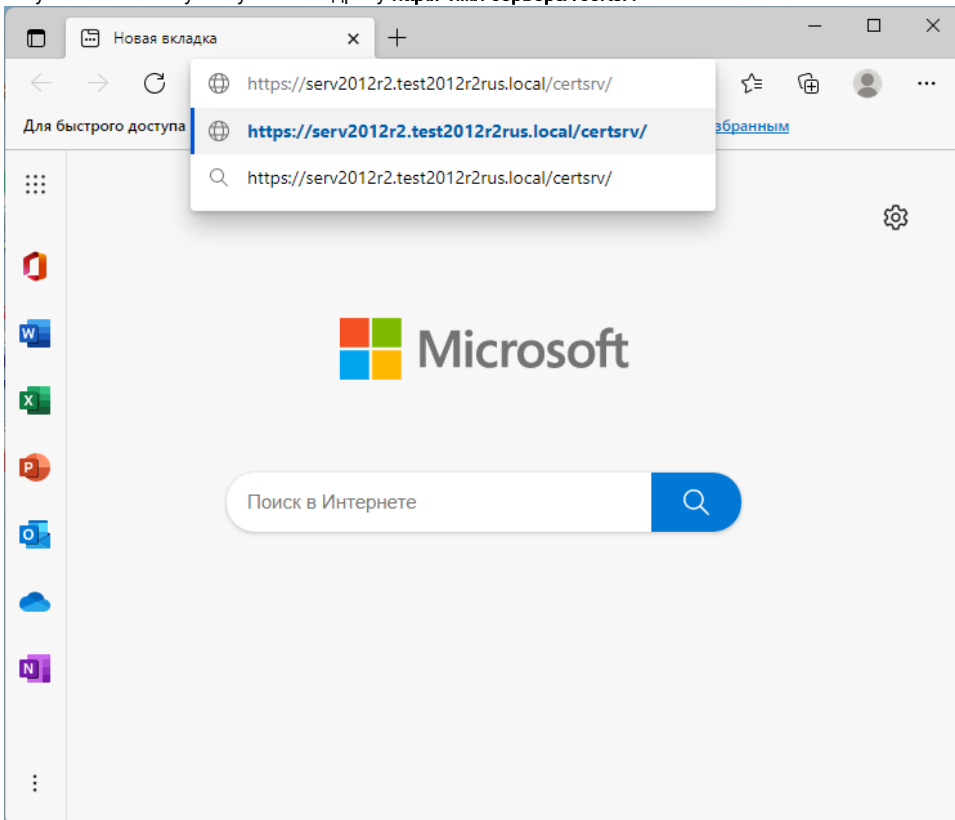 Новая вкладка
https://serv2012r2.test2012r2rus.local/certsrv/
Для быстрого доступа
https://serv2012r2.test2012r2rus.local/certsrv/
збранным
https://serv2012r2.test2012r2rus.local/certsrv/
W
X
Microsoft
P
Поиск в Интернете
O
N